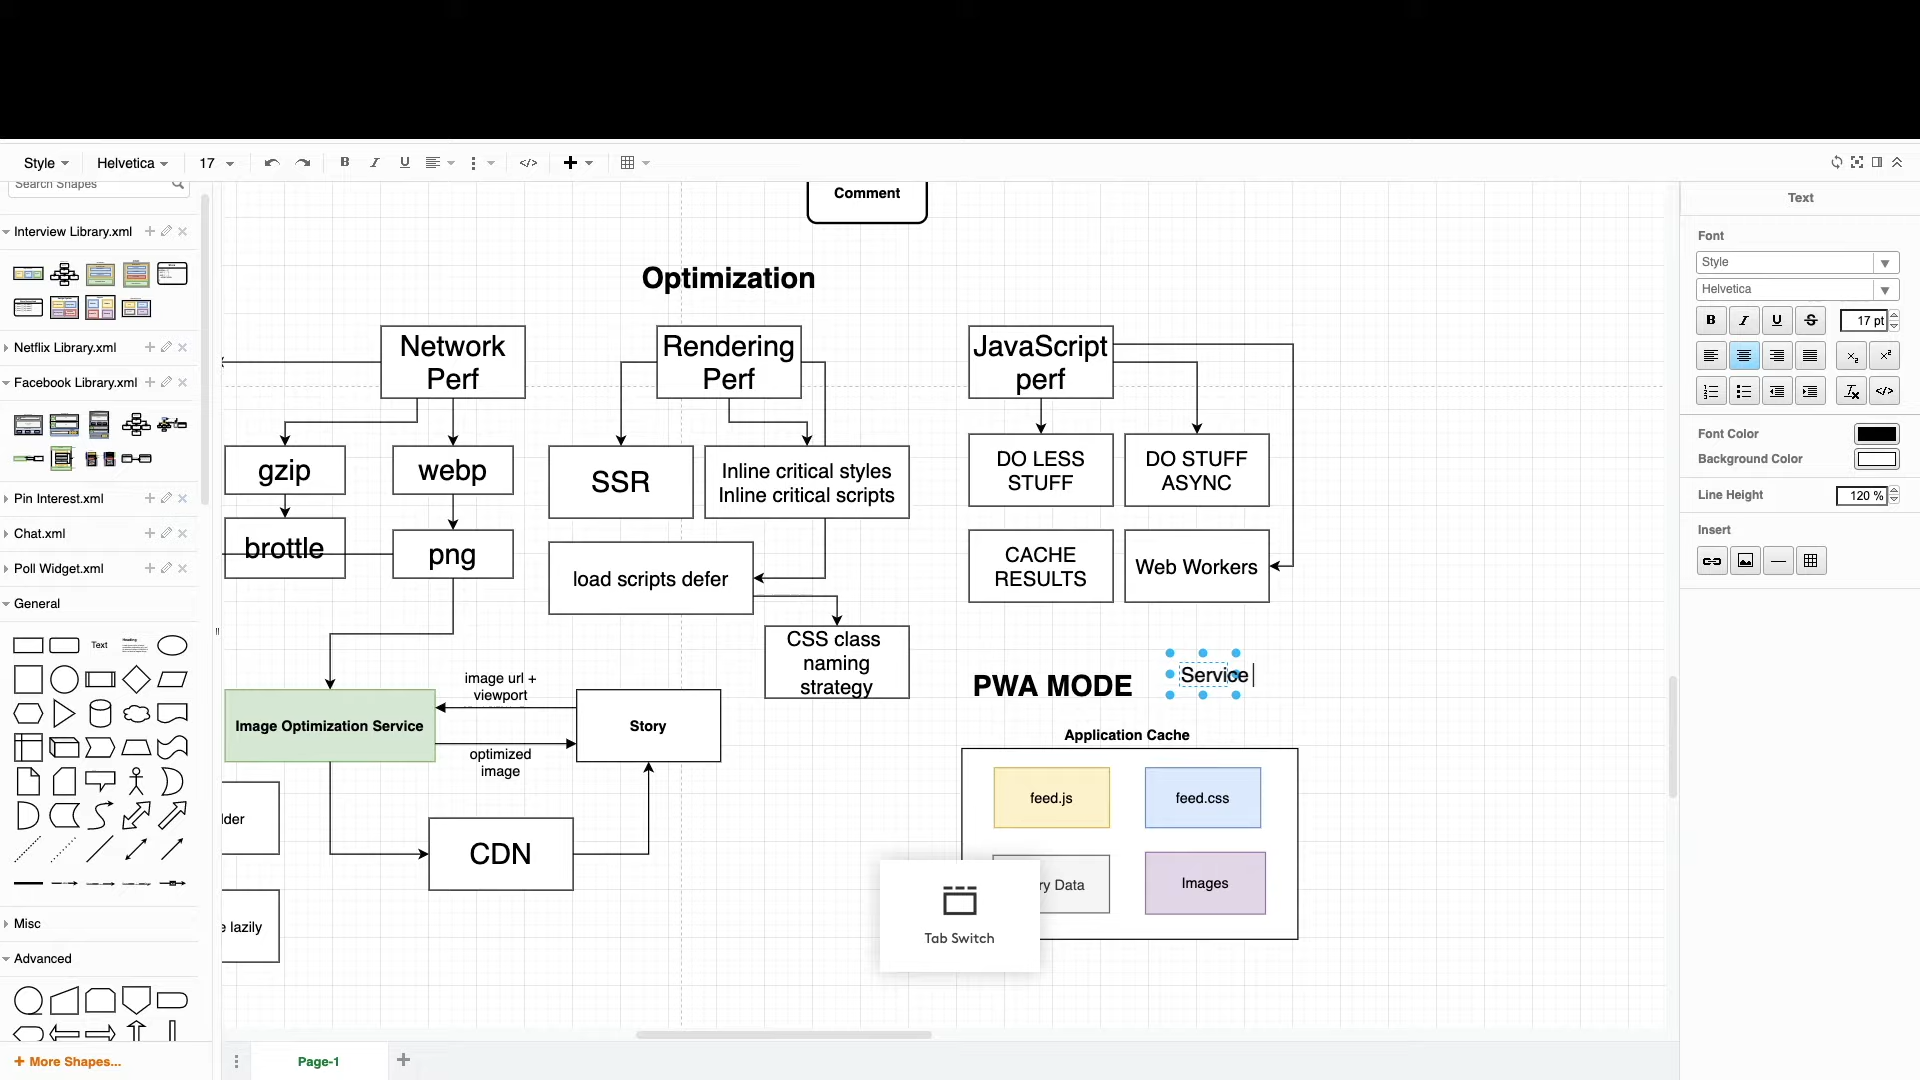 Style
Helvetica
17
B
I
U
</>
Search Shapes
Interview Library.xml
Netflix Library.xml
Facebook Library.xml
Pin Interest.xml
Chat.xml
Poll Widget.xml
General
Text
Heading
Misc
Advanced
+ More Shapes...
Comment
Optimization
Network
Perf
Rendering
Perf
JavaScript
perf
gzip
webp
SSR
Inline critical styles
Inline critical scripts
DO LESS
STUFF
DO STUFF
ASYNC
brottle
png
load scripts defer
CACHE
RESULTS
Web Workers
CSS class
naming
strategy
PWA MODE
Service
image url +
viewport
Image Optimization Service
Story
optimized
image
Application Cache
feed.js
feed.css
lder
CDN
ry Data
Images
e lazily
Tab Switch
Page-1
Text
Font
Style
Helvetica
B
I
U
S
17 pt
</>
Font Color
Background Color
Line Height
120 %
Insert